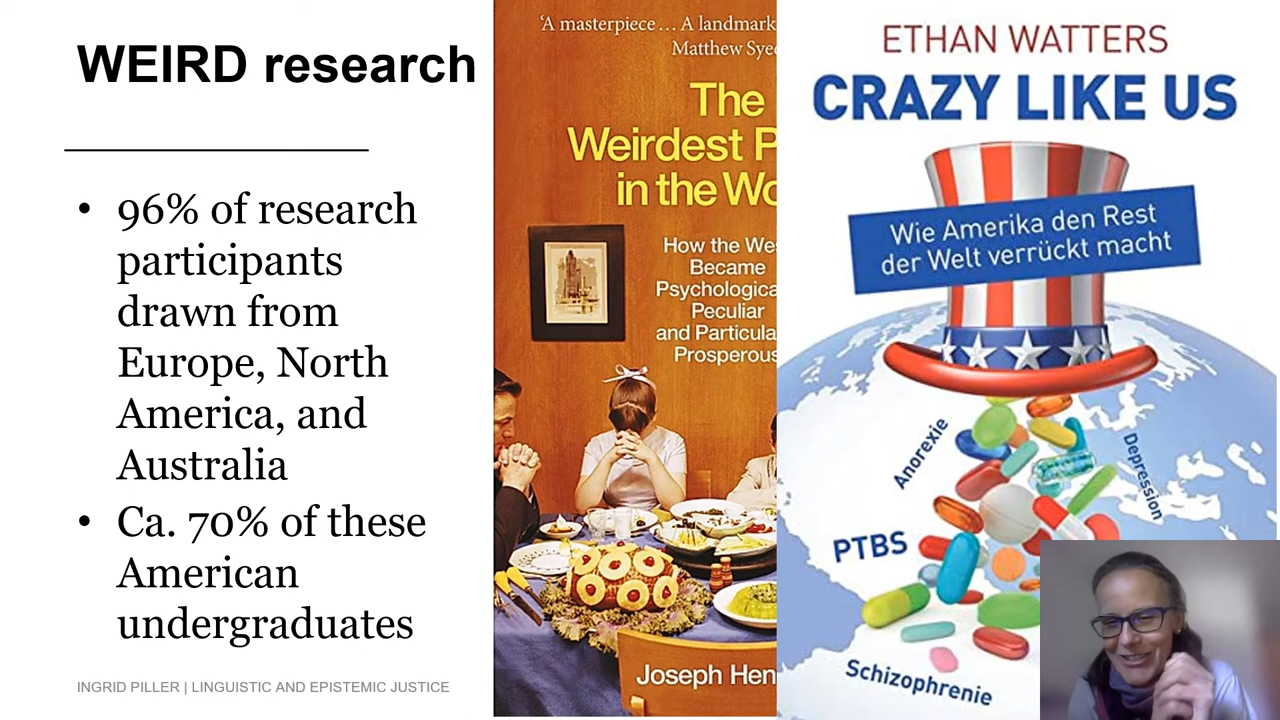 WEIRD research
• 96% of research
participants
drawn from
Europe, North
America, and
Australia
• Ca. 70% of these
American
undergraduates
INGRID PILLER | LINGUISTIC AND EPISTEMIC JUSTICE
‘A masterpiece … A landmark
Matthew Sye
The
Weirdest P
in the Wo
How the Wes
Became
Psychologica
Peculiar
and Particula
Prosperous
Joseph Hen
ETHAN WATTERS
CRAZY LIKE US
Wie Amerika den Rest
der Welt verrückt macht
Anorexie
Depression
PTBS
Schizophrenie